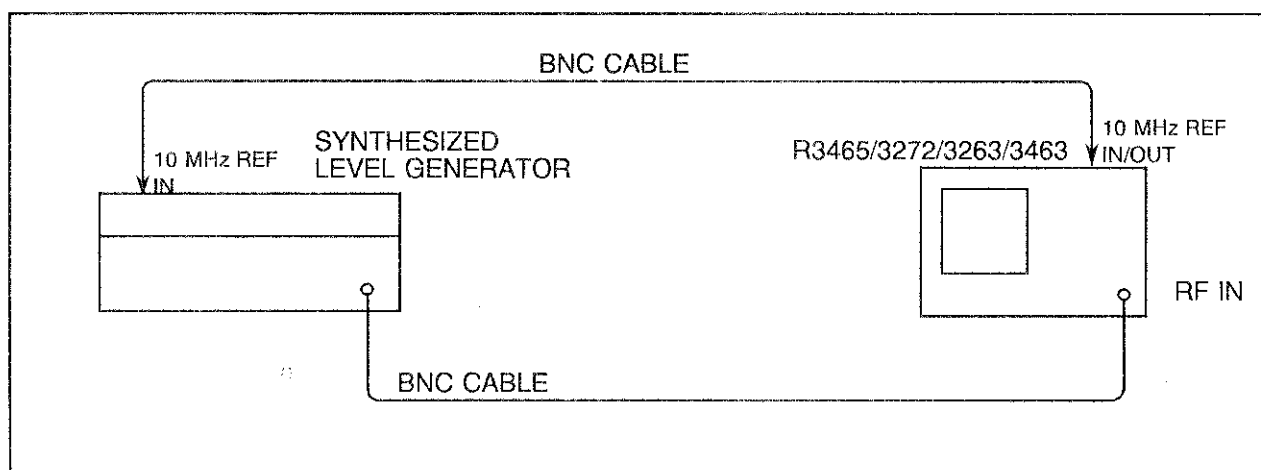 BNC CABLE
10 MHz REF
IN
SYNTHESIZED
LEVEL GENERATOR
R3465/3272/3263/3463
10 MHz REF
IN/OUT
RF IN
BNC CABLE